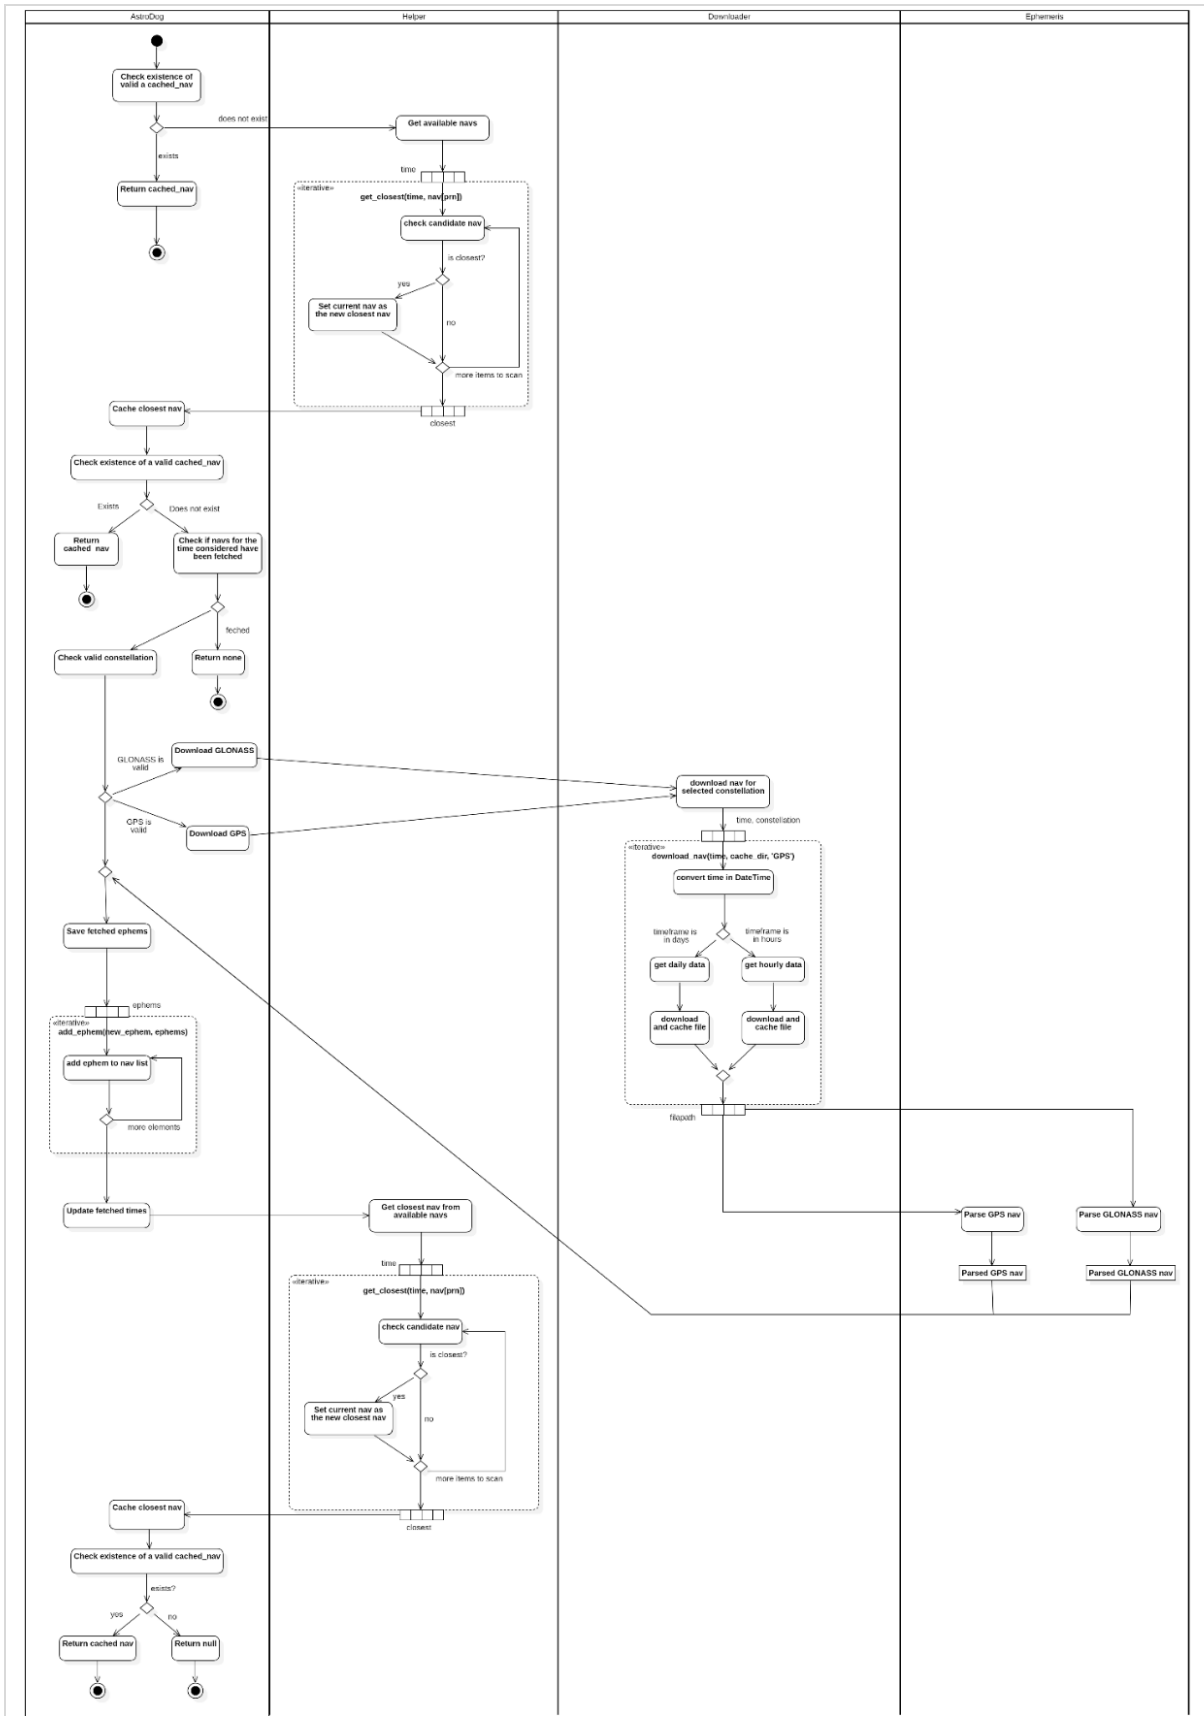 AstroDog
Helper
Downloader
Ephemeris
Check existence of
valid a cached_nav
does not exist
Get available navs
exists
time
Return cached_nav
«iterative»
get_closest(time, nav[prn])
check candidate nav
is closest?
yes
Set current nav as
the new closest nav
no
more items to scan
Cache closest nav
closest
Check existence of a valid cached_nav
Exists
Does not exist
Return
cached_nav
Check if navs for the
time considered have
been fetched
feched
Check valid constellation
Return none
Download GLONASS
GLONASS is
valid
download nav for
selected constellation
GPS is
valid
Download GPS
time, constellation
«iterative»
download_nav(time, cache_dir, 'GPS')
convert time in DateTime
Save fetched ephems
timeframe is
in days
timeframe is
in hours
get daily data
get hourly data
ephems
«iterative»
add_ephem(new_ephem, ephems)
download
and cache file
download and
cache file
add ephem to nav list
more elements
filapath
Update fetched times
Get closest nav from
available navs
Parse GPS nav
Parse GLONASS nav
time
Parsed GPS nav
Parsed GLONASS nav
«iterative»
get_closest(time, nav[prn])
check candidate nav
is closest?
yes
Set current nav as
the new closest nav
no
more items to scan
Cache closest nav
closest
Check existence of a valid cached_nav
esists?
yes
no
Return cached nav
Return null